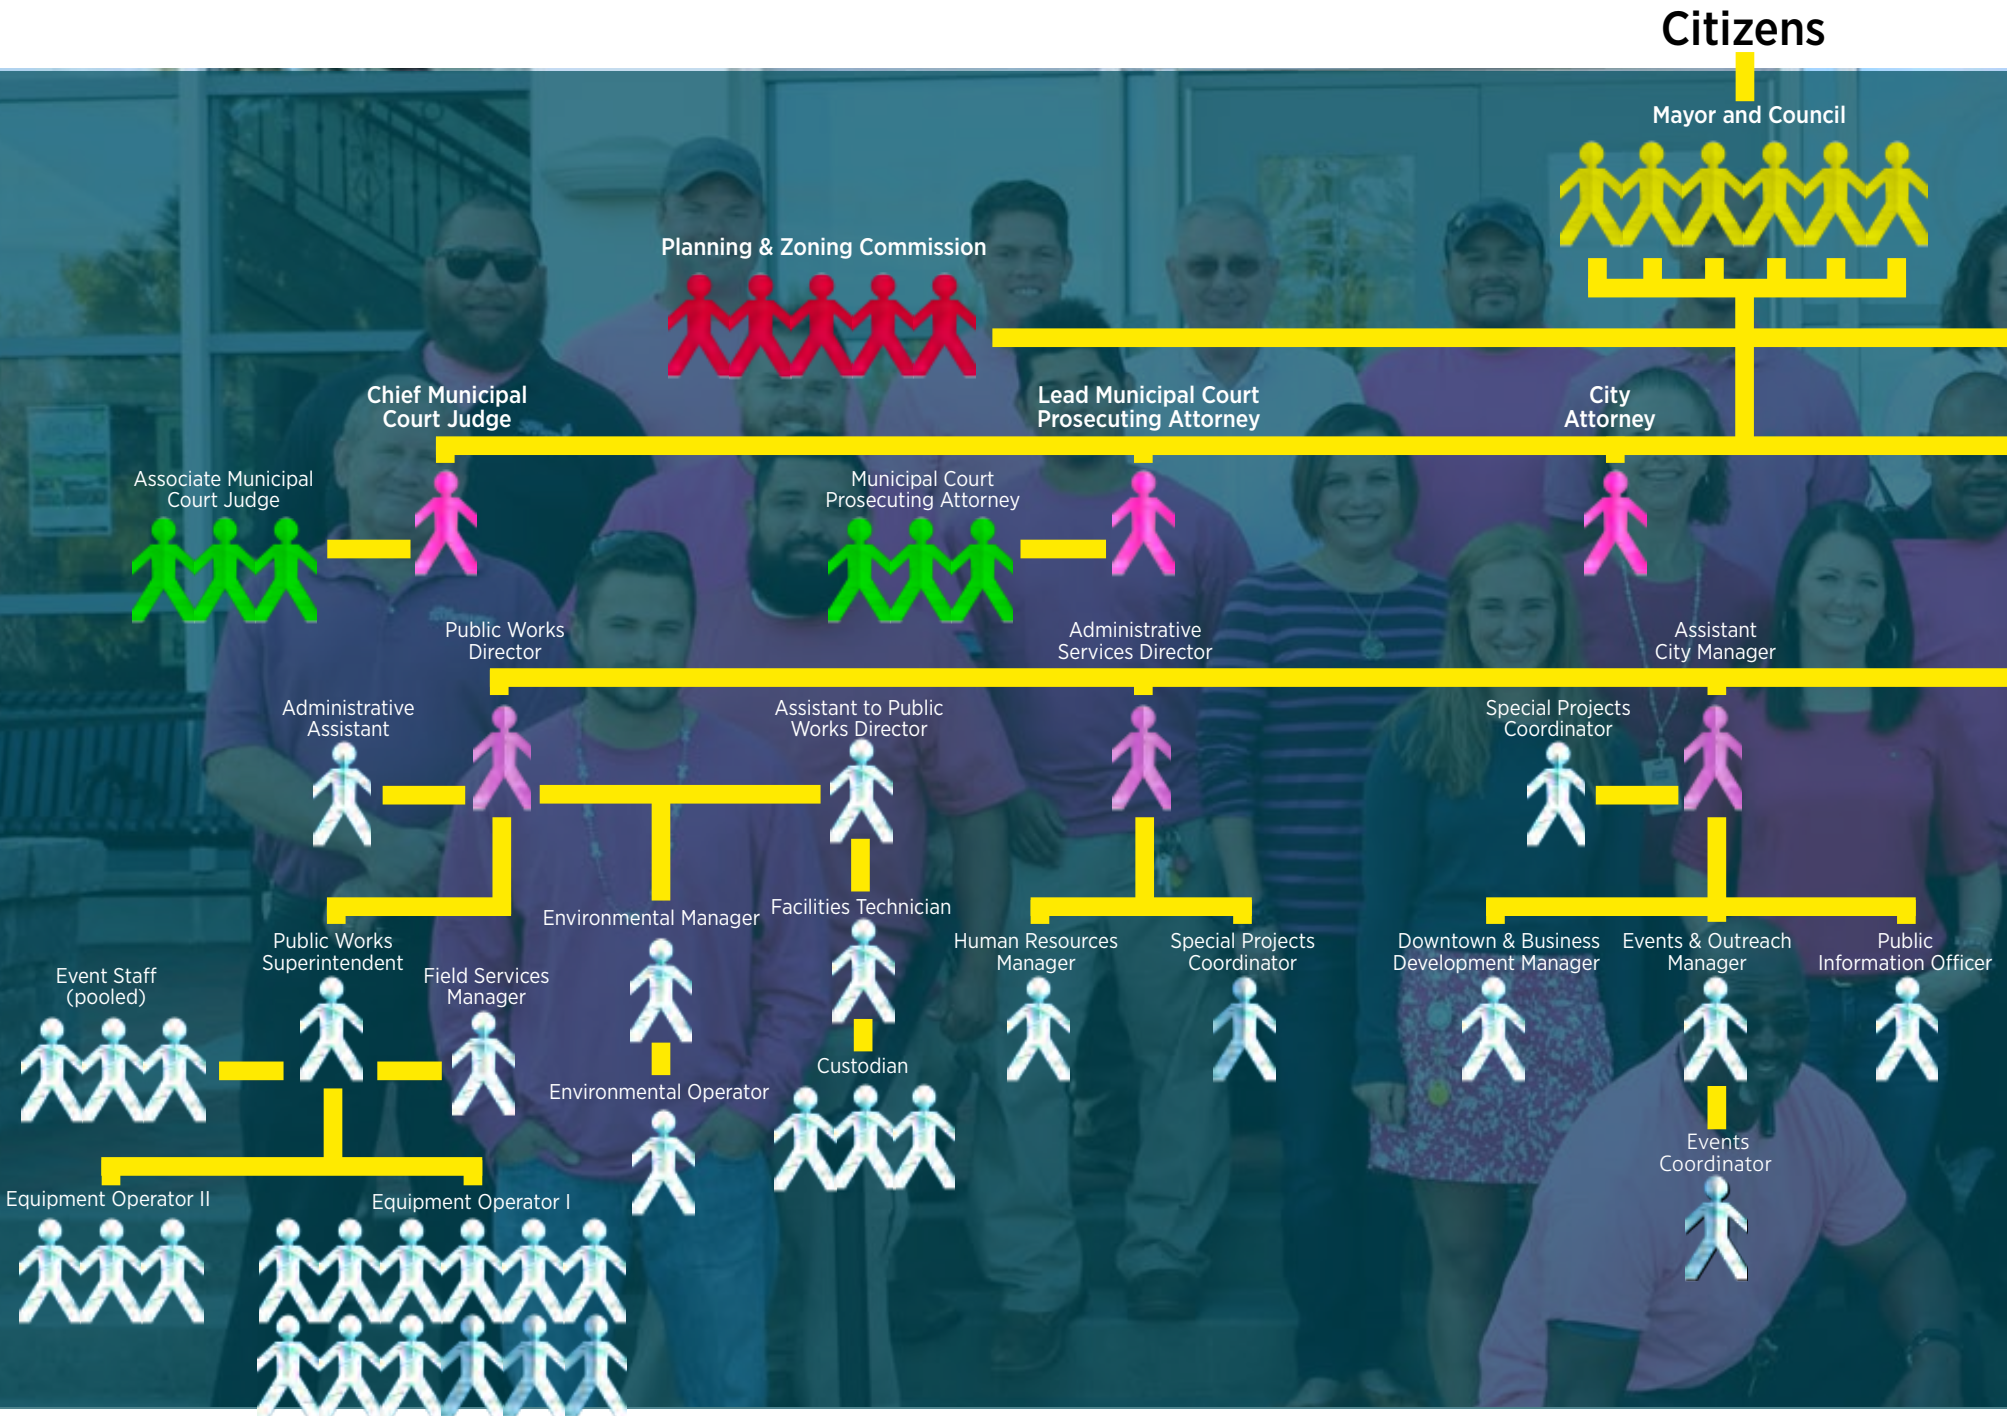 Citizens
Mayor and Council
Planning & Zoning Commission
Chief Municipal
Court Judge
Lead Municipal Court
Prosecuting Attorney
City
Attorney
Associate Municipal
Court Judge
Municipal Court
Prosecuting Attorney
Public Works
Director
Administrative
Services Director
Assistant
City Manager
Administrative
Assistant
Assistant to Public
Works Director
Special Projects
Coordinator
Environmental Manager
Facilities Technician
Public Works
Superintendent
Human Resources
Manager
Special Projects
Coordinator
Downtown & Business
Development Manager
Events & Outreach
Manager
Public
Information Officer
Event Staff
(pooled)
Field Services
Manager
Custodian
Environmental Operator
Events
Coordinator
Equipment Operator II
Equipment Operator I